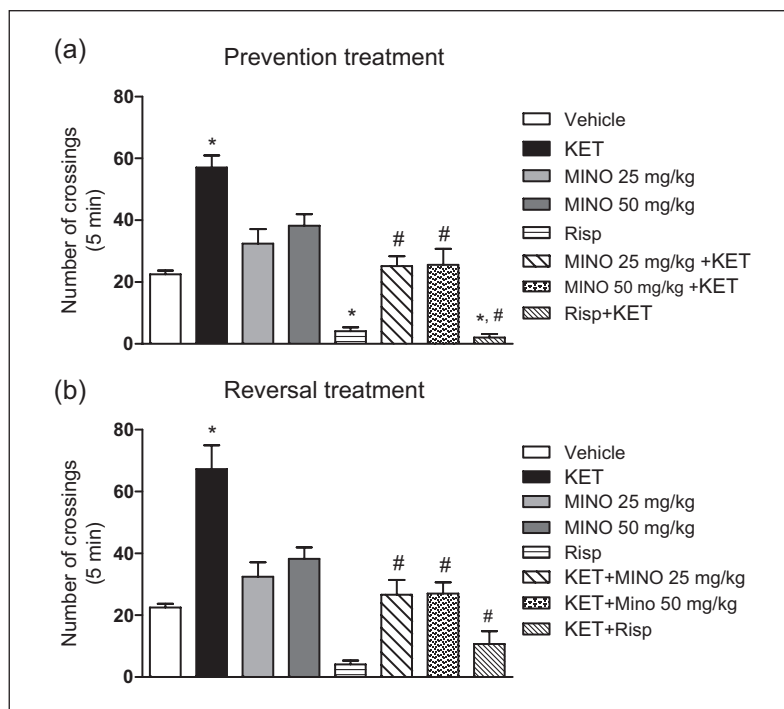 (a)
Prevention treatment
Number of crossings
(5 min)
80
60
40
20
0
*
*
#
#
*, #
Vehicle
KET
MINO 25 mg/kg
MINO 50 mg/kg
Risp
MINO 25 mg/kg +KET
MINO 50 mg/kg +KET
Risp+KET
(b)
Reversal treatment
Number of crossings
(5 min)
80
60
40
20
0
*
#
#
#
Vehicle
KET
MINO 25 mg/kg
MINO 50 mg/kg
Risp
KET+MINO 25 mg/kg
KET+Mino 50 mg/kg
KET+Risp